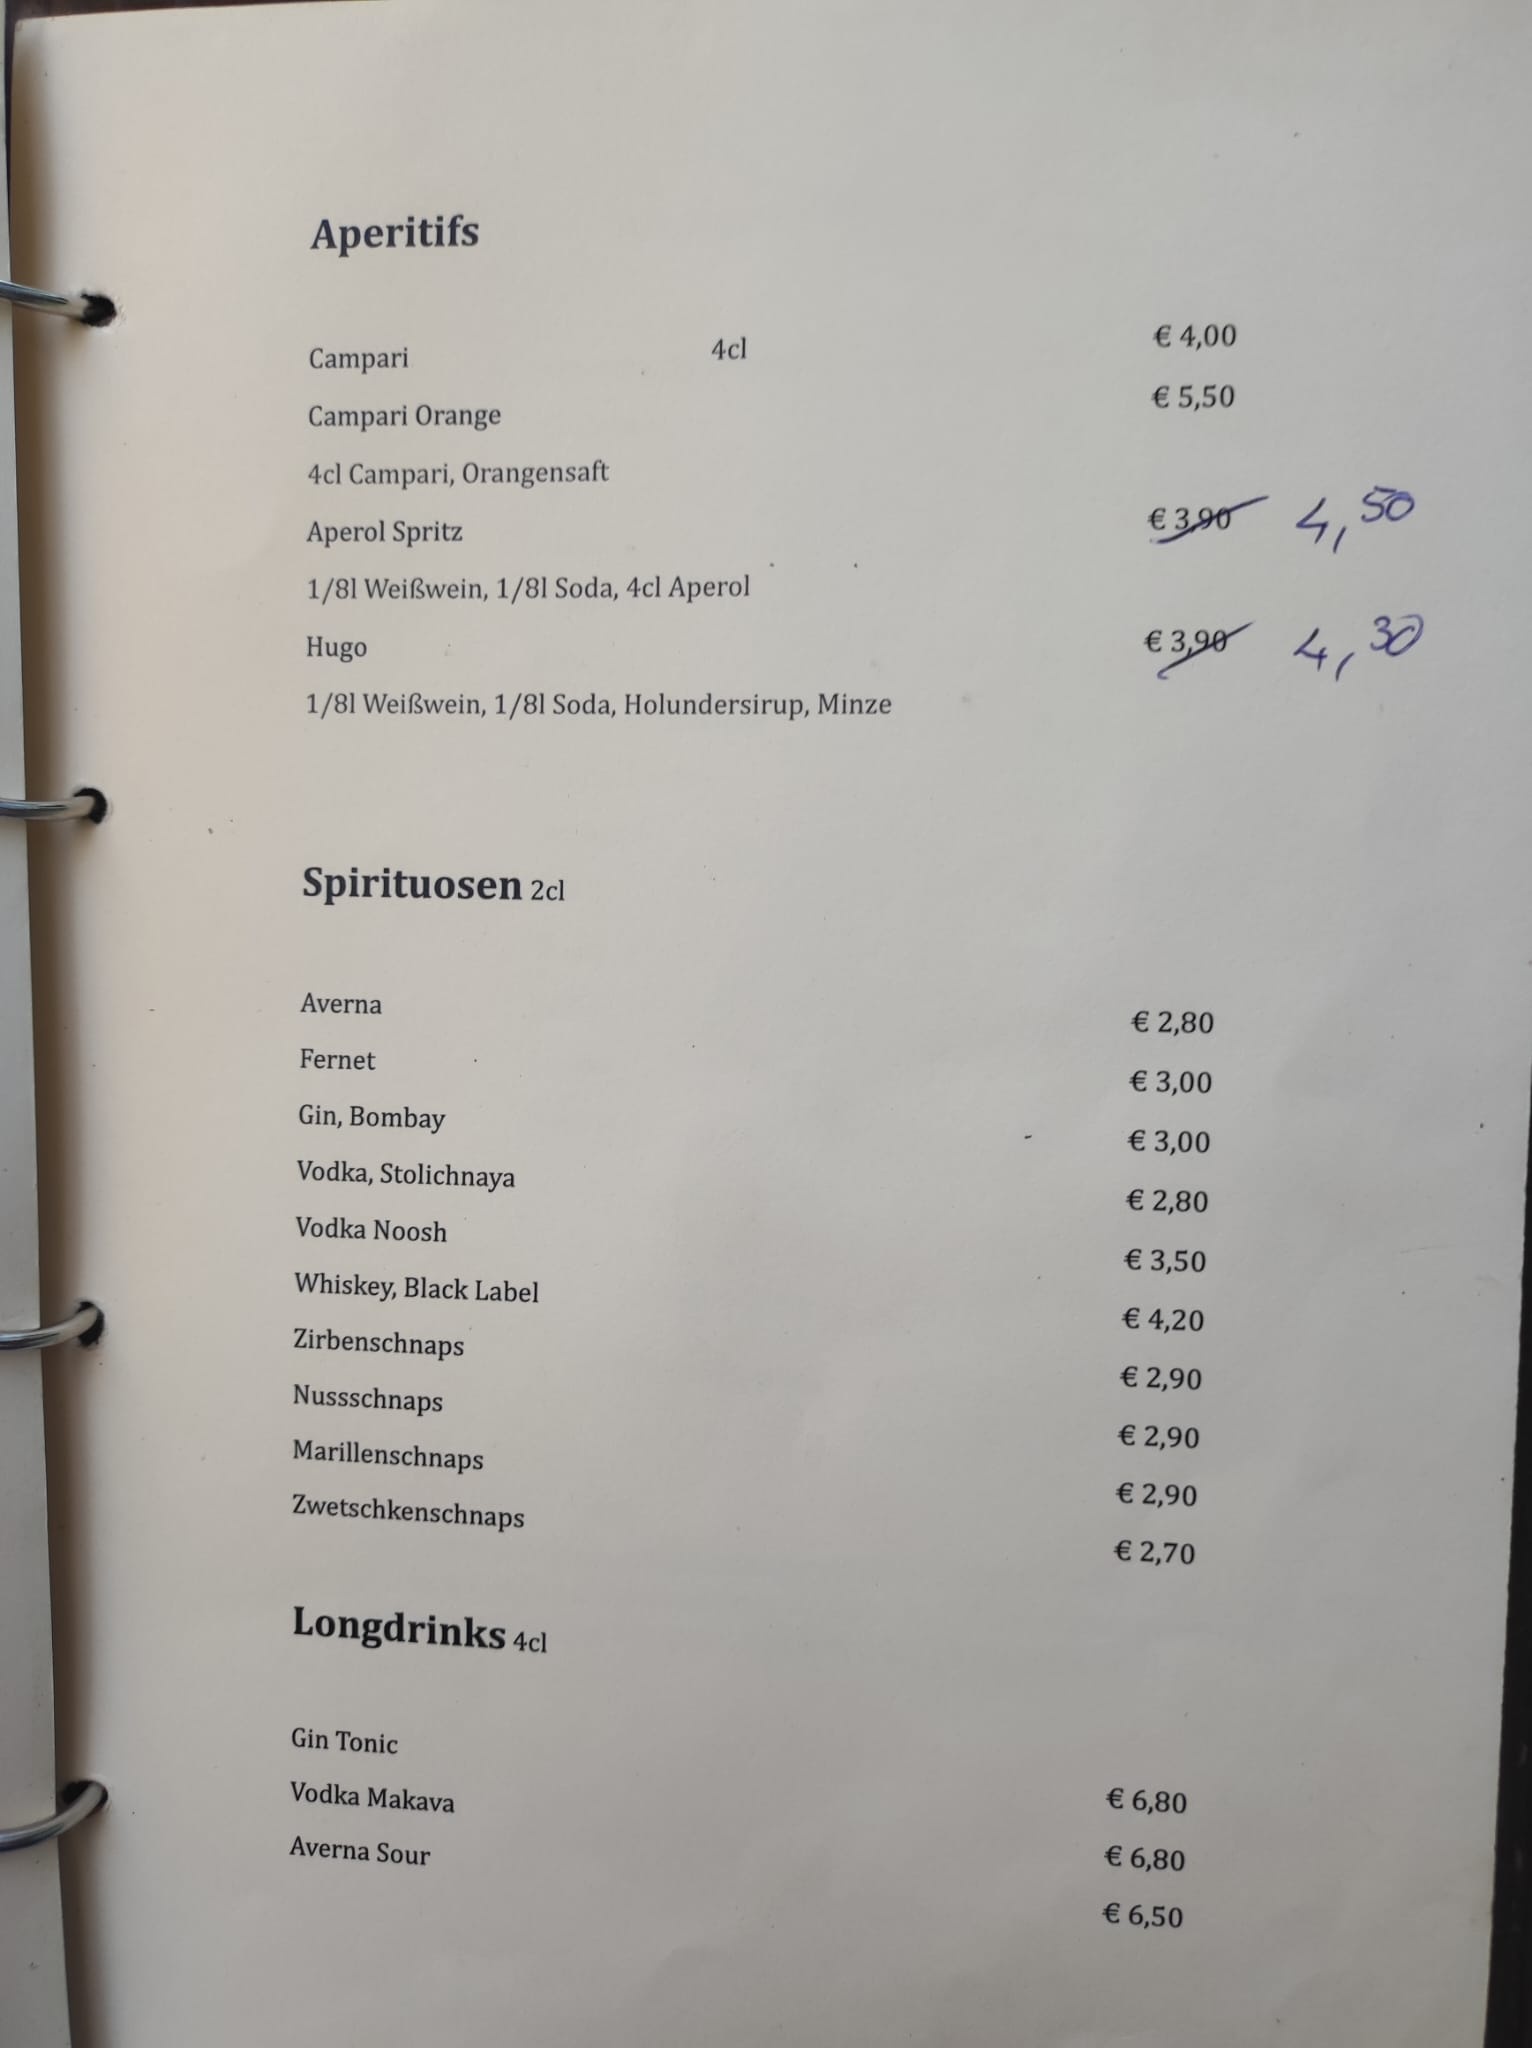 Aperitifs
Campari 4cl € 4,00
Campari Orange € 5,50
4cl Campari, Orangensaft
Aperol Spritz € 3,90 4,50
1/8l Weißwein, 1/8l Soda, 4cl Aperol
Hugo € 3,90 4,30
1/8l Weißwein, 1/8l Soda, Holundersirup, Minze
Spirituosen 2cl
Averna € 2,80
Fernet € 3,00
Gin, Bombay € 3,00
Vodka, Stolichnaya € 2,80
Vodka Noosh € 3,50
Whiskey, Black Label € 4,20
Zirbenschnaps € 2,90
Nussschnaps € 2,90
Marillenschnaps € 2,90
Zwetschkenschnaps € 2,70
Longdrinks 4cl
Gin Tonic € 6,80
Vodka Makava € 6,80
Averna Sour € 6,50